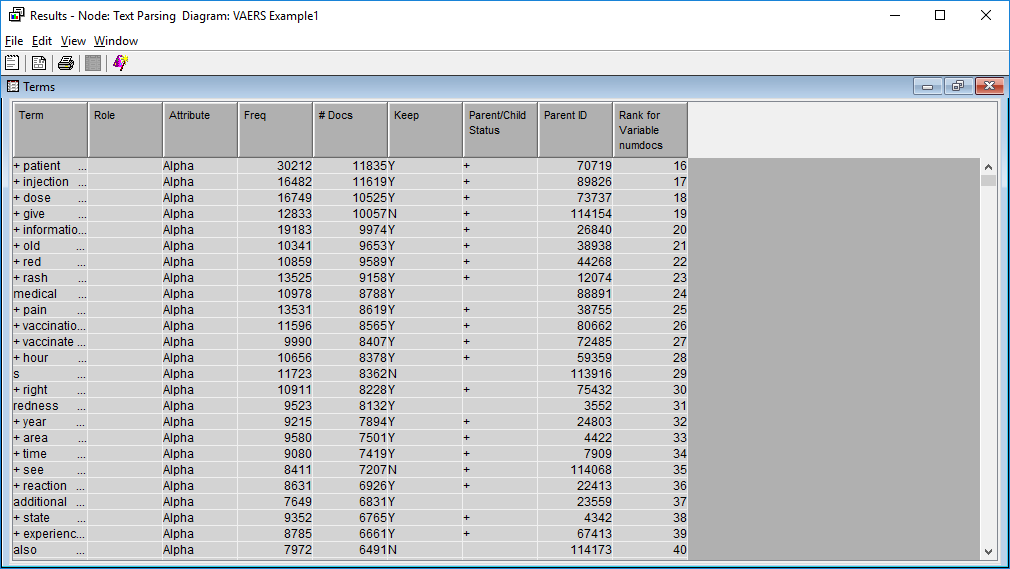 Results - Node: Text Parsing Diagram: VAERS Example1
File Edit View Window
Terms
Term Role Attribute Freq # Docs Keep Parent/Child Status Parent ID Rank for Variable numdocs
+ patient ... Alpha 30212 11835 Y + 70719 16
+ injection ... Alpha 16482 11619 Y + 89826 17
+ dose ... Alpha 16749 10525 Y + 73737 18
+ give ... Alpha 12833 10057 N + 114154 19
+ informatio... Alpha 19183 9974 Y + 26840 20
+ old ... Alpha 10341 9653 Y + 38938 21
+ red ... Alpha 10859 9589 Y + 44268 22
+ rash ... Alpha 13525 9158 Y + 12074 23
medical ... Alpha 10978 8788 Y 88891 24
+ pain ... Alpha 13531 8619 Y + 38755 25
+ vaccinatio... Alpha 11596 8565 Y + 80662 26
+ vaccinate ... Alpha 9990 8407 Y + 72485 27
+ hour ... Alpha 10656 8378 Y + 59359 28
s ... Alpha 11723 8362 N 113916 29
+ right ... Alpha 10911 8228 Y + 75432 30
redness ... Alpha 9523 8132 Y 3552 31
+ year ... Alpha 9215 7894 Y + 24803 32
+ area ... Alpha 9580 7501 Y + 4422 33
+ time ... Alpha 9080 7419 Y + 7909 34
+ see ... Alpha 8411 7207 N + 114068 35
+ reaction ... Alpha 8631 6926 Y + 22413 36
additional ... Alpha 7649 6831 Y 23559 37
+ state ... Alpha 9352 6765 Y + 4342 38
+ experienc... Alpha 8785 6661 Y + 67413 39
also ... Alpha 7972 6491 N 114173 40